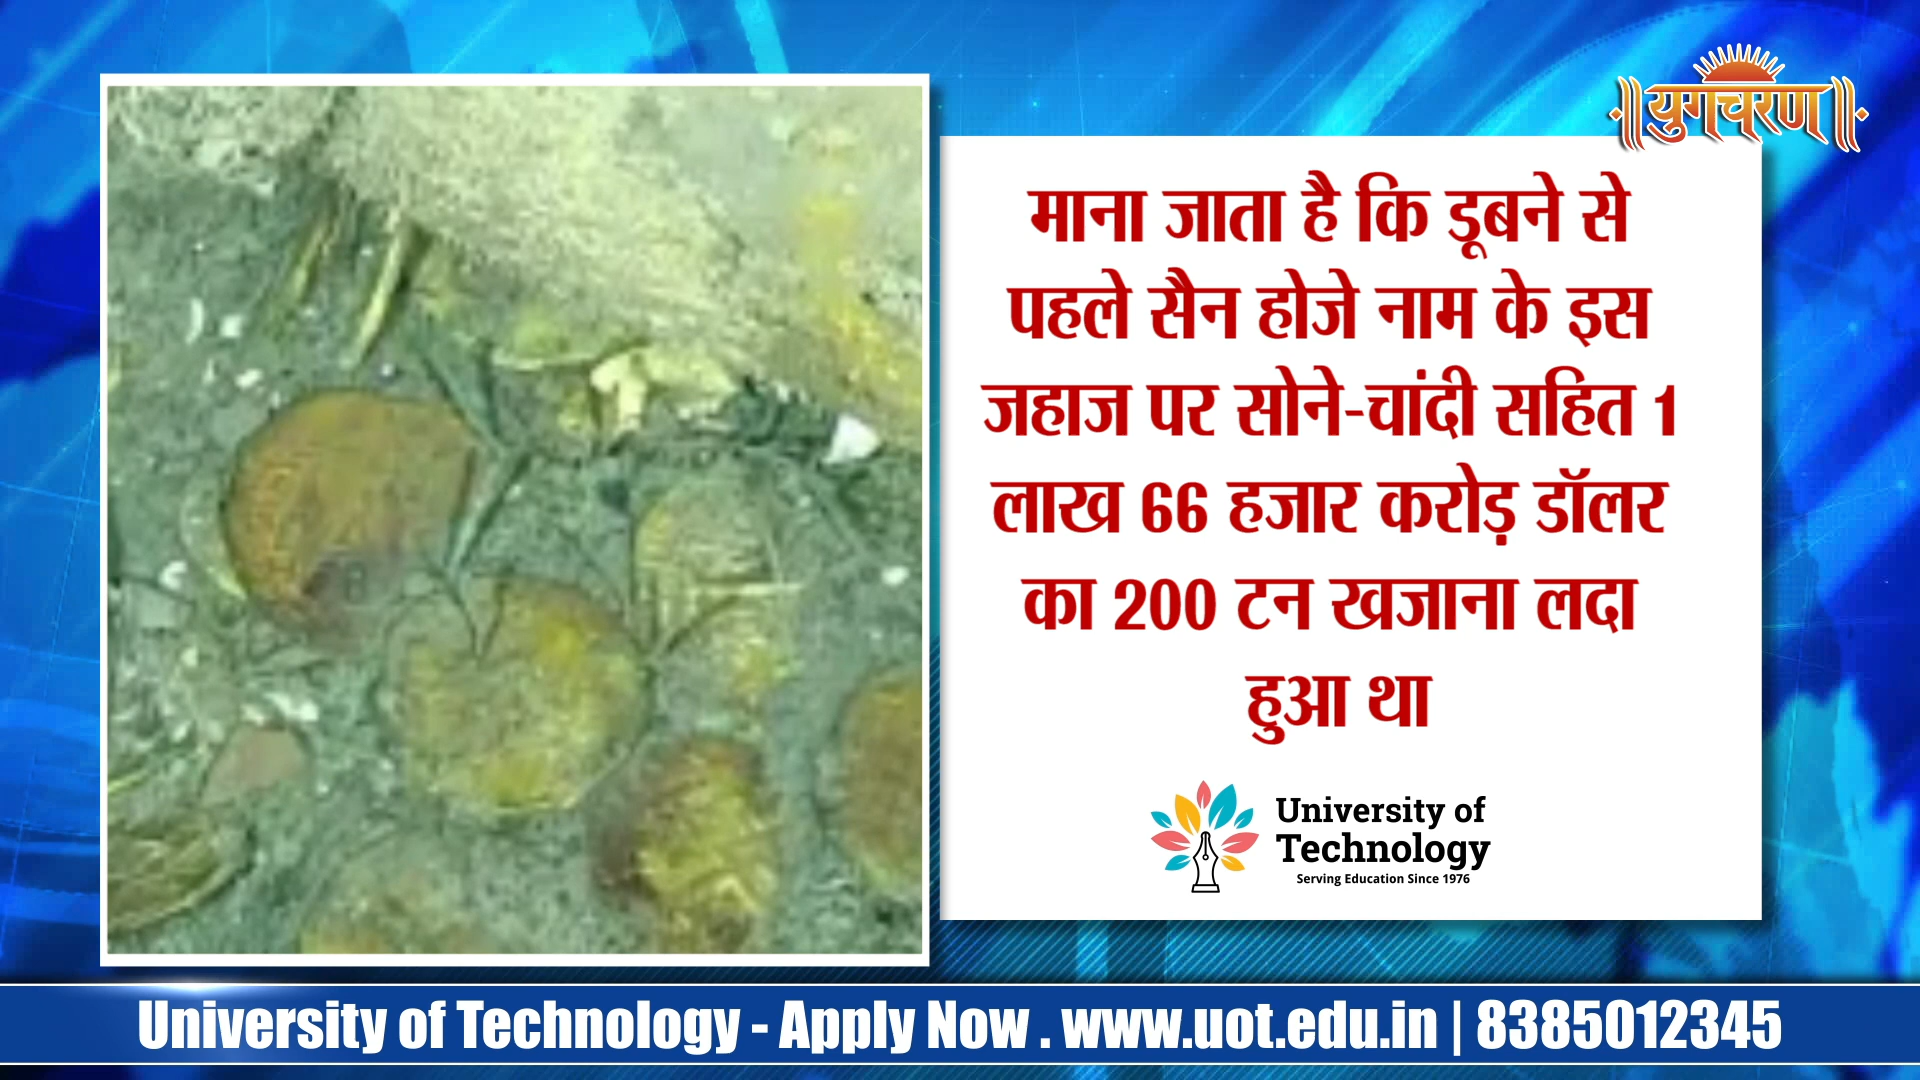 ॥युगचरण॥
माना जाता है कि डूबने से
पहले सैन होजे नाम के इस
जहाज पर सोने-चांदी सहित 1
लाख 66 हजार करोड़ डॉलर
का 200 टन खजाना लदा
हुआ था
University of
Technology
Serving Education Since 1976
University of Technology - Apply Now . www.uot.edu.in | 8385012345